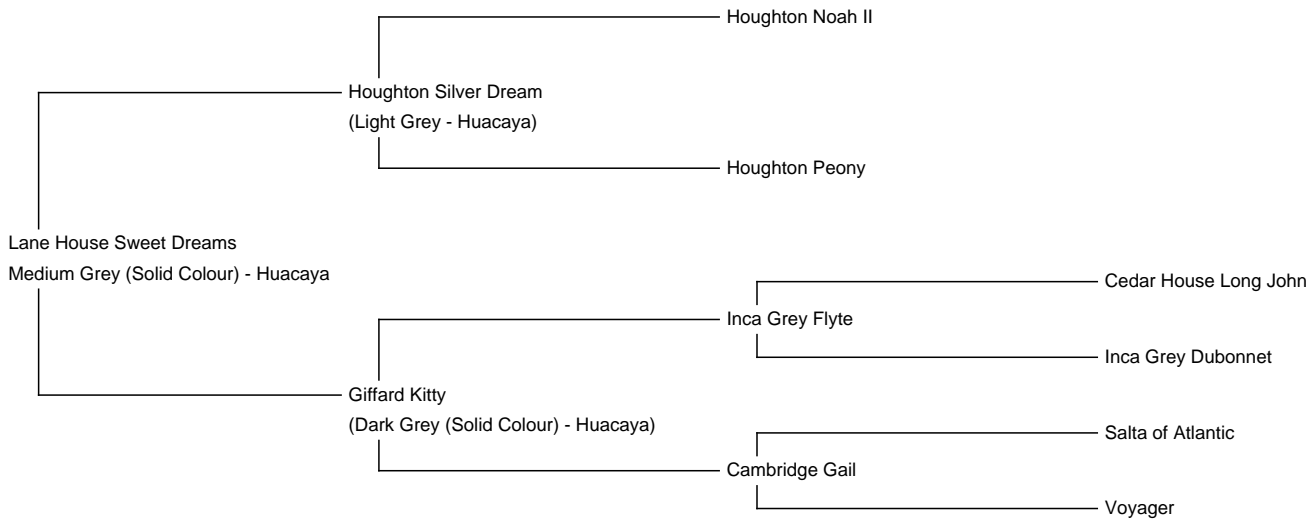 Houghton Noah II
Houghton Silver Dream
(Light Grey - Huacaya)
Houghton Peony
Lane House Sweet Dreams
Medium Grey (Solid Colour) - Huacaya
Cedar House Long John
Inca Grey Flyte
Inca Grey Dubonnet
Giffard Kitty
(Dark Grey (Solid Colour) - Huacaya)
Salta of Atlantic
Cambridge Gail
Voyager